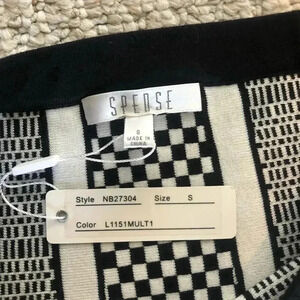 SPENSE
S
MADE IN
CHINA
Style NB27304 Size S
Color L1151MULT1